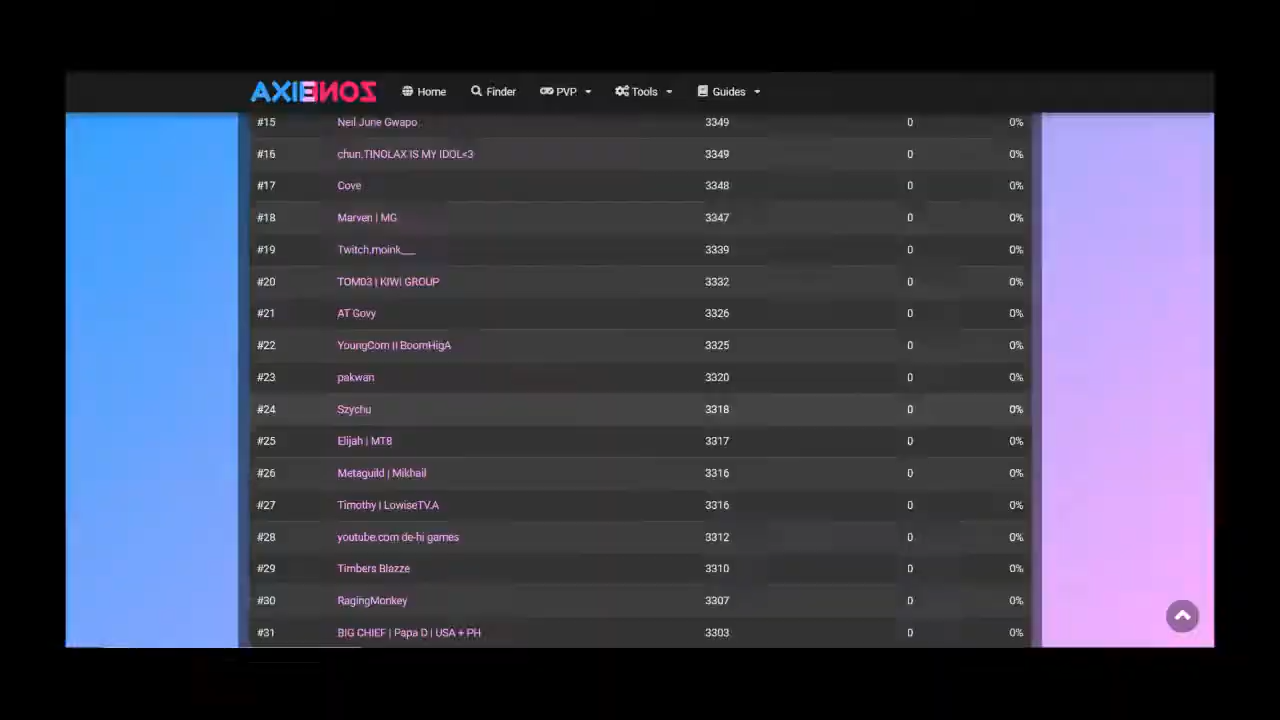 AXIE ZONE Home Finder PVP Tools Guides
#15 Neil June Gwapo 3349 0 0%
#16 chun.TINOLAX IS MY IDOL<3 3349 0 0%
#17 Cove 3348 0 0%
#18 Marven | MG 3347 0 0%
#19 Twitch.moink___ 3339 0 0%
#20 TOM03 | KIWI GROUP 3332 0 0%
#21 AT Govy 3326 0 0%
#22 YoungCom II BoomHigA 3325 0 0%
#23 pakwan 3320 0 0%
#24 Szychu 3318 0 0%
#25 Elijah | MT8 3317 0 0%
#26 Metaguild | Mikhail 3316 0 0%
#27 Timothy | LowiseTV.A 3316 0 0%
#28 youtube.com de-hi games 3312 0 0%
#29 Timbers Blazze 3310 0 0%
#30 RagingMonkey 3307 0 0%
#31 BIG CHIEF | Papa D | USA + PH 3303 0 0%